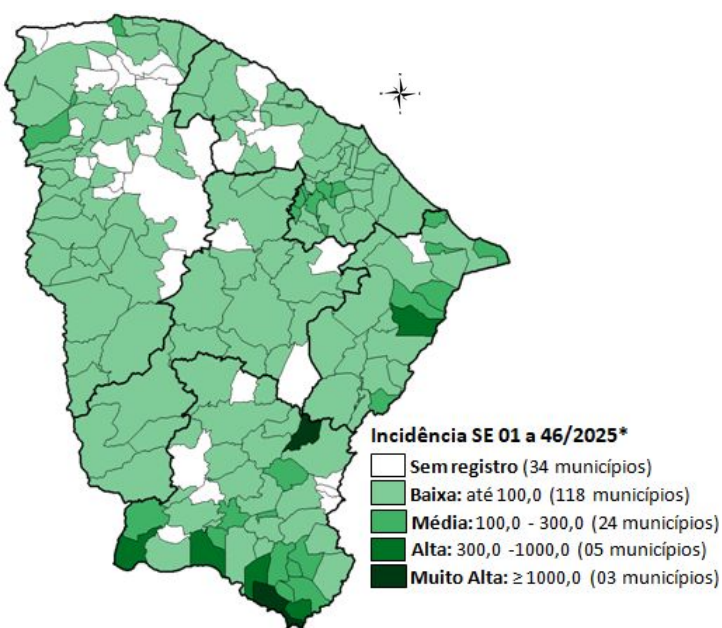 Incidência SE 01 a 46/2025*
Sem registro (34 municípios)
Baixa: até 100,0 (118 municípios)
Média: 100,0 - 300,0 (24 municípios)
Alta: 300,0 -1000,0 (05 municípios)
Muito Alta: ≥ 1000,0 (03 municípios)